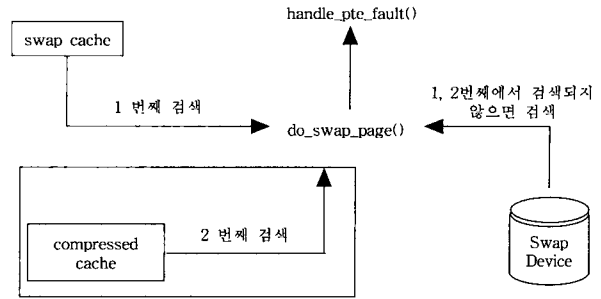 handle_pte_fault()
swap cache
1 번째 검색
1, 2번째에서 검색되지
않으면 검색
do_swap_page()
2 번째 검색
compressed
cache
Swap
Device